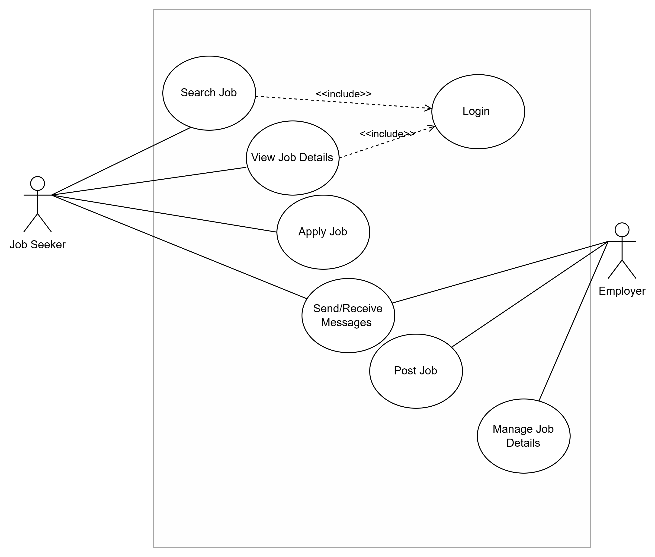 Search Job
<<include>>
Login
<<include>>
View Job Details
Apply Job
Job Seeker
Employer
Send/Receive
Messages
Post Job
Manage Job
Details